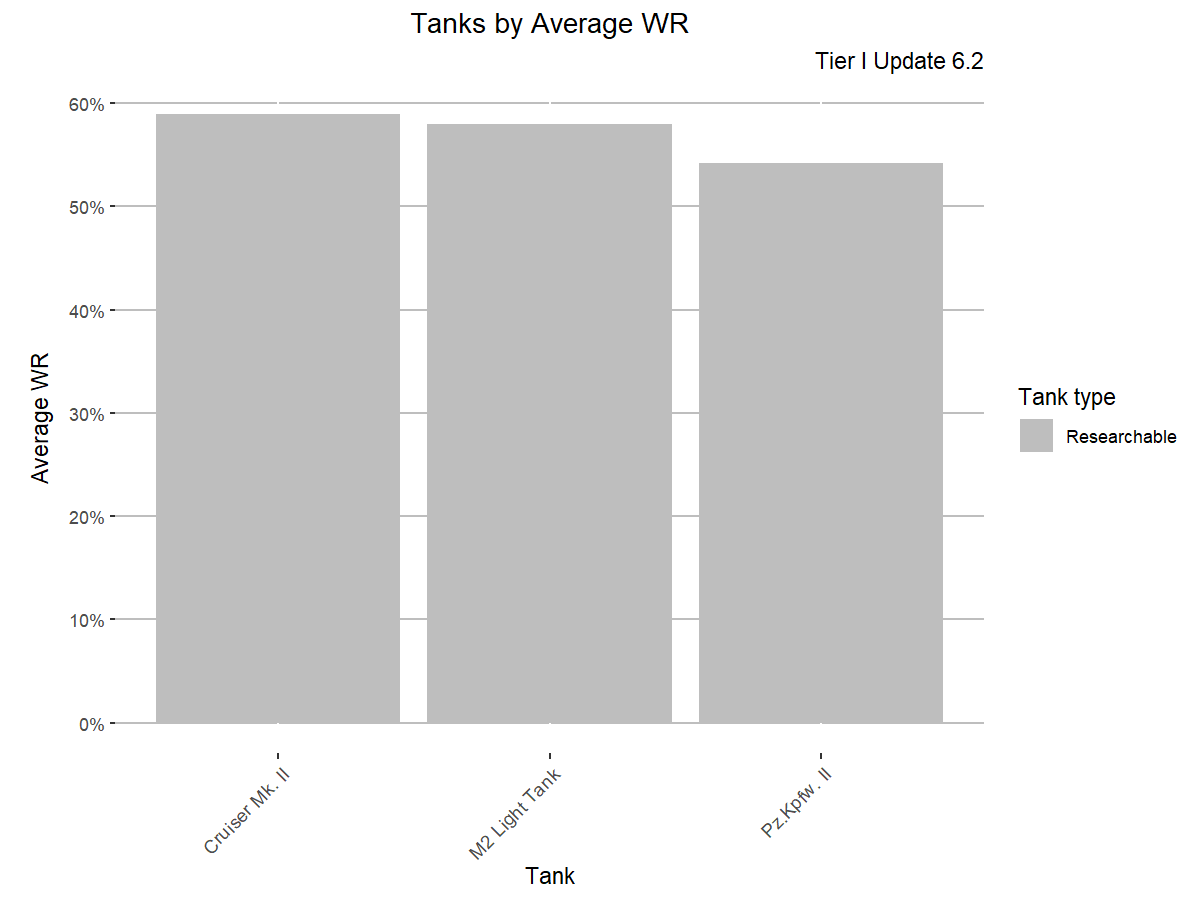 Tanks by Average WR
Tier I Update 6.2
60%
50%
40%
30%
20%
10%
0%
Average WR
Cruiser Mk. II
M2 Light Tank
Pz.Kpfw. II
Tank
Tank type
Researchable